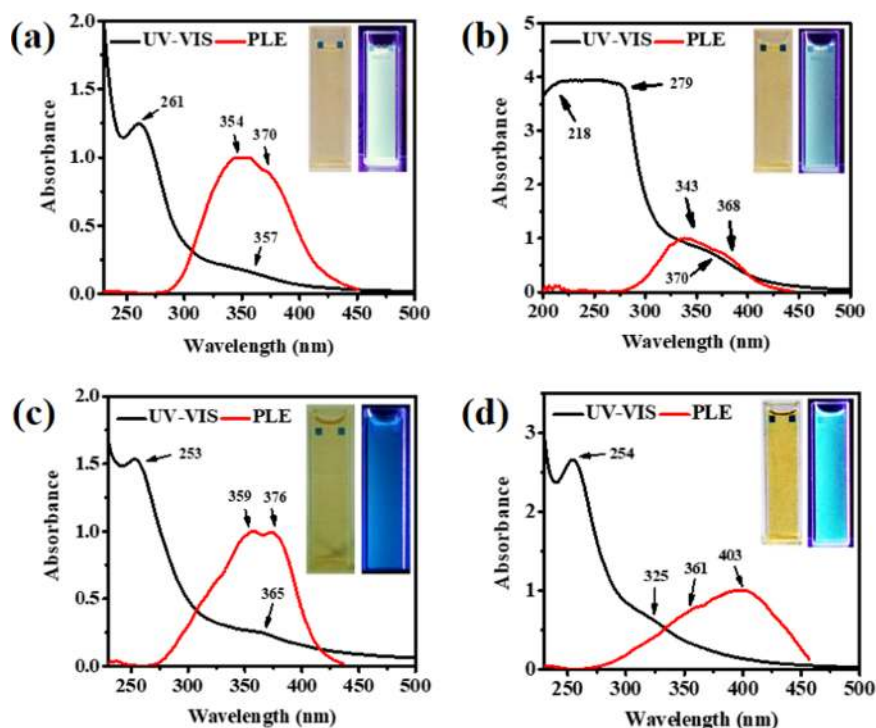 (a)
UV-VIS PLE
2.0
1.5
1.0
0.5
0.0
Absorbance
261
354
370
357
250 300 350 400 450 500
Wavelength (nm)
(b)
UV-VIS PLE
5
4
3
2
1
0
Absorbance
218
279
343
368
370
200 250 300 350 400 450 500
Wavelength (nm)
(c)
UV-VIS PLE
2.0
1.5
1.0
0.5
0.0
Absorbance
253
359
376
365
250 300 350 400 450 500
Wavelength (nm)
(d)
UV-VIS PLE
3
2
1
0
Absorbance
254
325
361
403
250 300 350 400 450 500
Wavelength (nm)